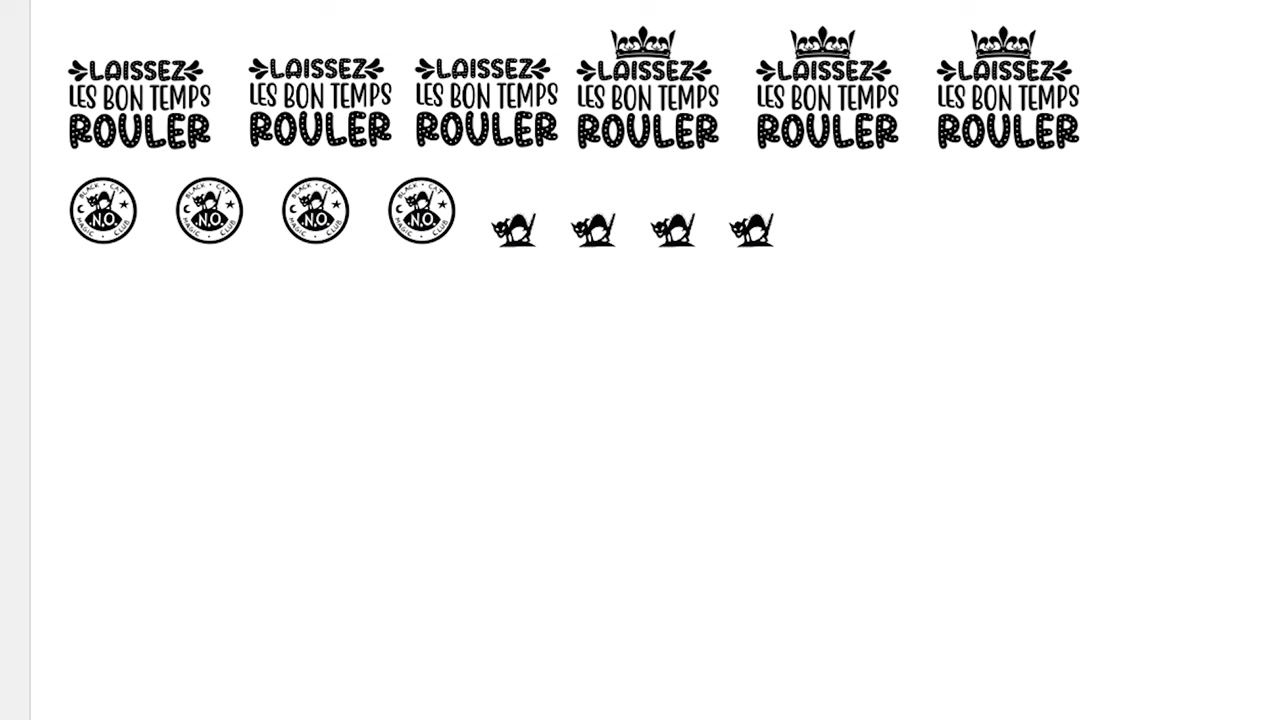 LAISSEZ
LES BON TEMPS
ROULER
LAISSEZ
LES BON TEMPS
ROULER
LAISSEZ
LES BON TEMPS
ROULER
LAISSEZ
LES BON TEMPS
ROULER
LAISSEZ
LES BON TEMPS
ROULER
LAISSEZ
LES BON TEMPS
ROULER
BLACK • CAT
N.O.
MAGIC • CLUB
BLACK • CAT
N.O.
MAGIC • CLUB
BLACK • CAT
N.O.
MAGIC • CLUB
BLACK • CAT
N.O.
MAGIC • CLUB